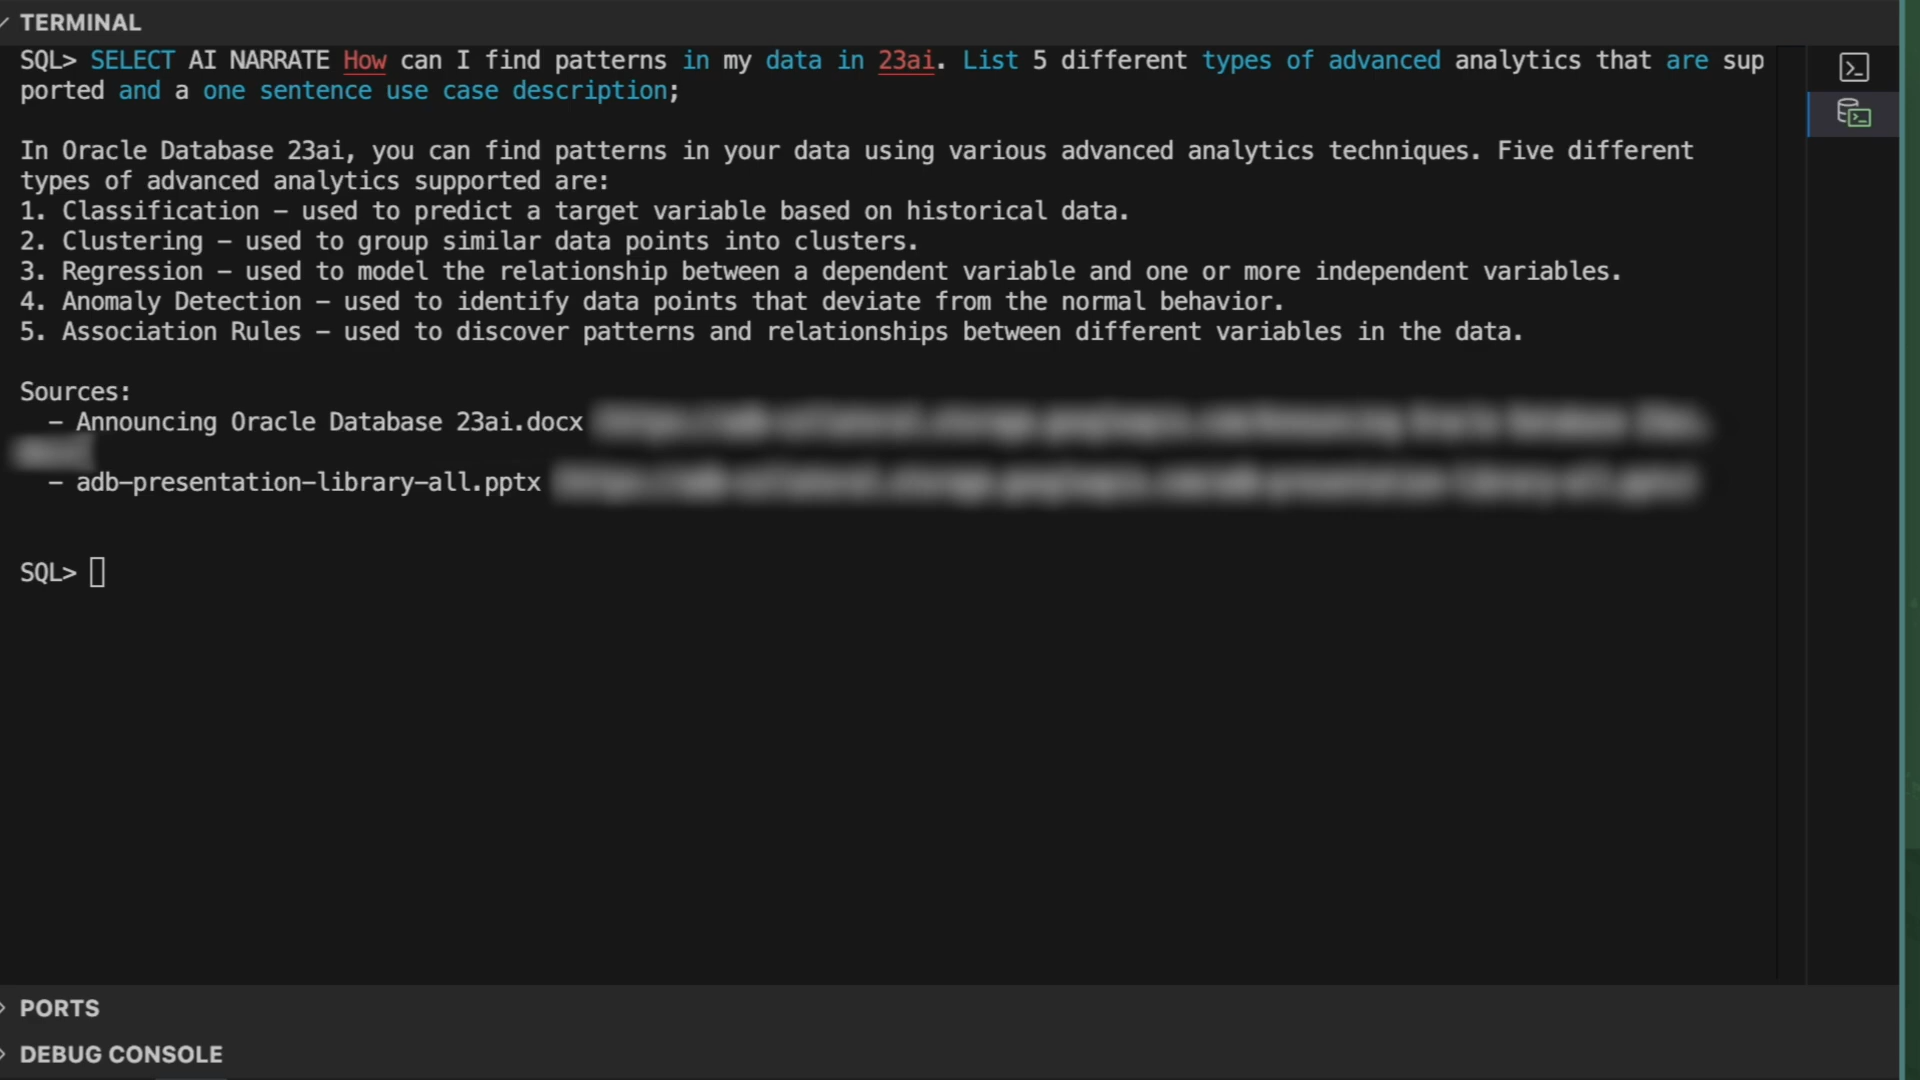 TERMINAL
SQL> SELECT AI NARRATE How can I find patterns in my data in 23ai. List 5 different types of advanced analytics that are sup
ported and a one sentence use case description;
In Oracle Database 23ai, you can find patterns in your data using various advanced analytics techniques. Five different
types of advanced analytics supported are:
1. Classification – used to predict a target variable based on historical data.
2. Clustering – used to group similar data points into clusters.
3. Regression – used to model the relationship between a dependent variable and one or more independent variables.
4. Anomaly Detection – used to identify data points that deviate from the normal behavior.
5. Association Rules – used to discover patterns and relationships between different variables in the data.
Sources:
– Announcing Oracle Database 23ai.docx
– adb-presentation-library-all.pptx
SQL>
PORTS
DEBUG CONSOLE